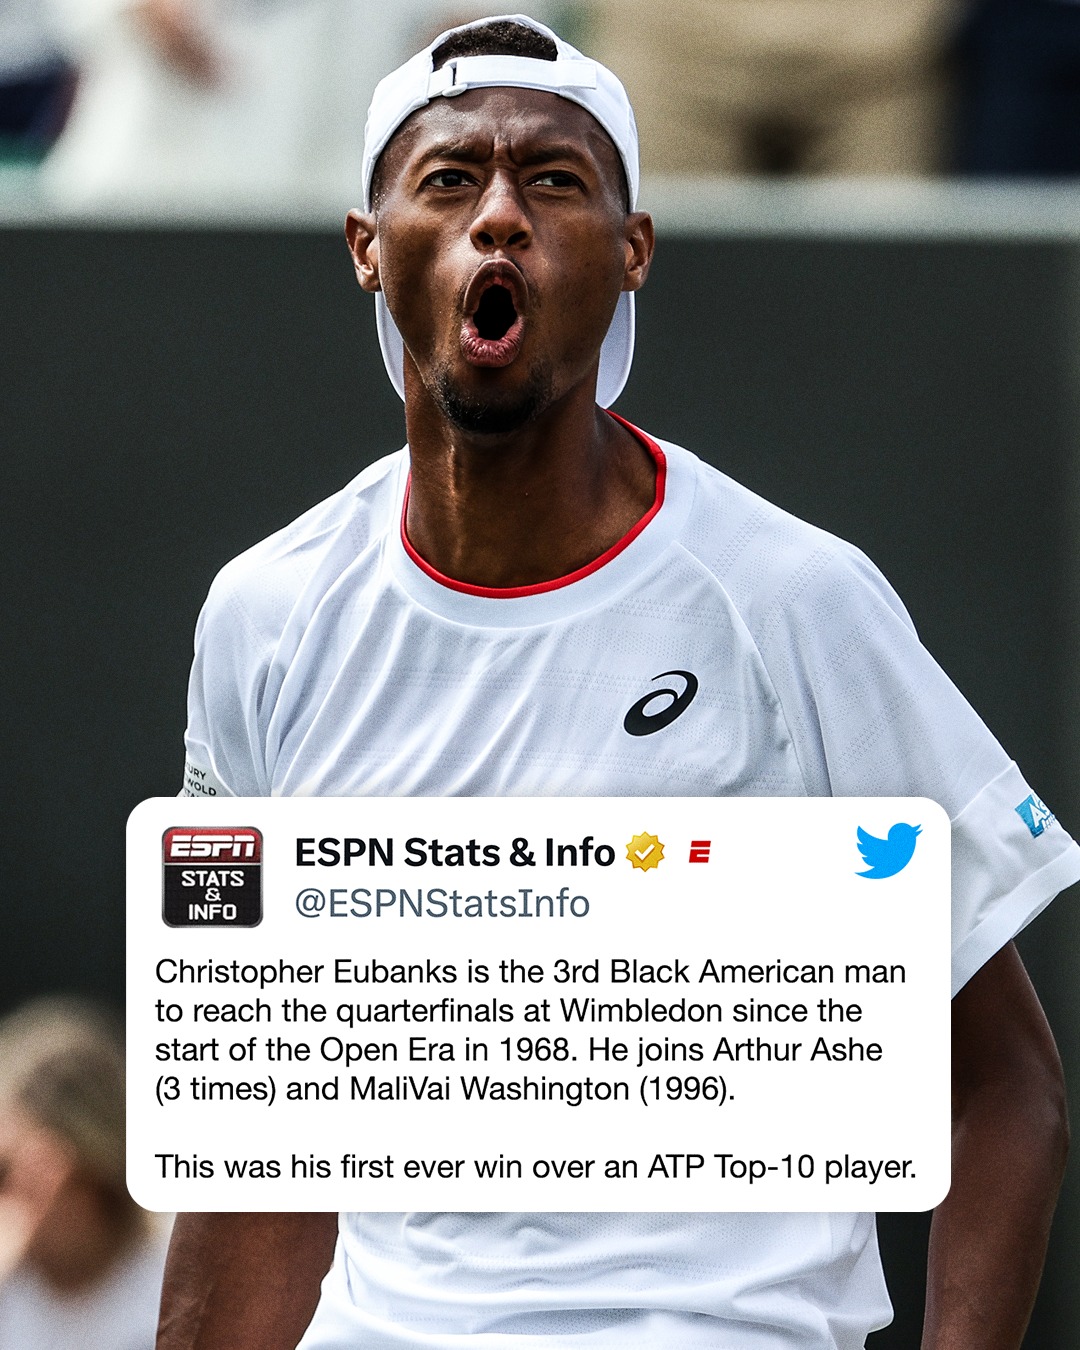 URY
WOLD
ESPN
STATS
&
INFO
ESPN Stats & Info
@ESPNStatsInfo
Christopher Eubanks is the 3rd Black American man
to reach the quarterfinals at Wimbledon since the
start of the Open Era in 1968. He joins Arthur Ashe
(3 times) and MaliVai Washington (1996).
This was his first ever win over an ATP Top-10 player.